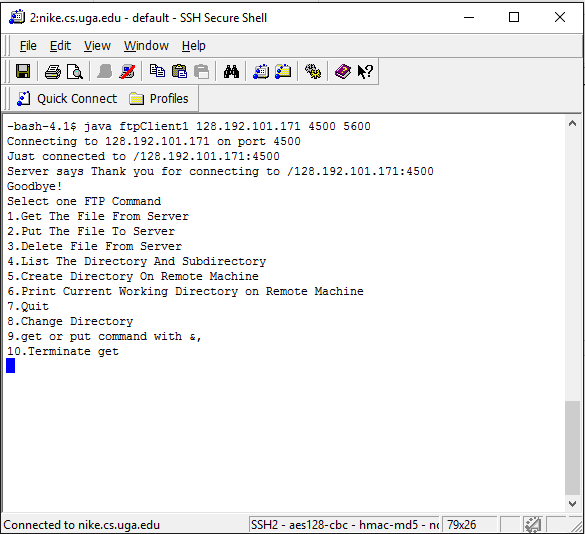 2:nike.cs.uga.edu - default - SSH Secure Shell
File Edit View Window Help
Quick Connect Profiles
-bash-4.1$ java ftpClient1 128.192.101.171 4500 5600
Connecting to 128.192.101.171 on port 4500
Just connected to /128.192.101.171:4500
Server says Thank you for connecting to /128.192.101.171:4500
Goodbye!
Select one FTP Command
1.Get The File From Server
2.Put The File To Server
3.Delete File From Server
4.List The Directory And Subdirectory
5.Create Directory On Remote Machine
6.Print Current Working Directory on Remote Machine
7.Quit
8.Change Directory
9.get or put command with &,
10.Terminate get
Connected to nike.cs.uga.edu SSH2 - aes128-cbc - hmac-md5 - 79x26